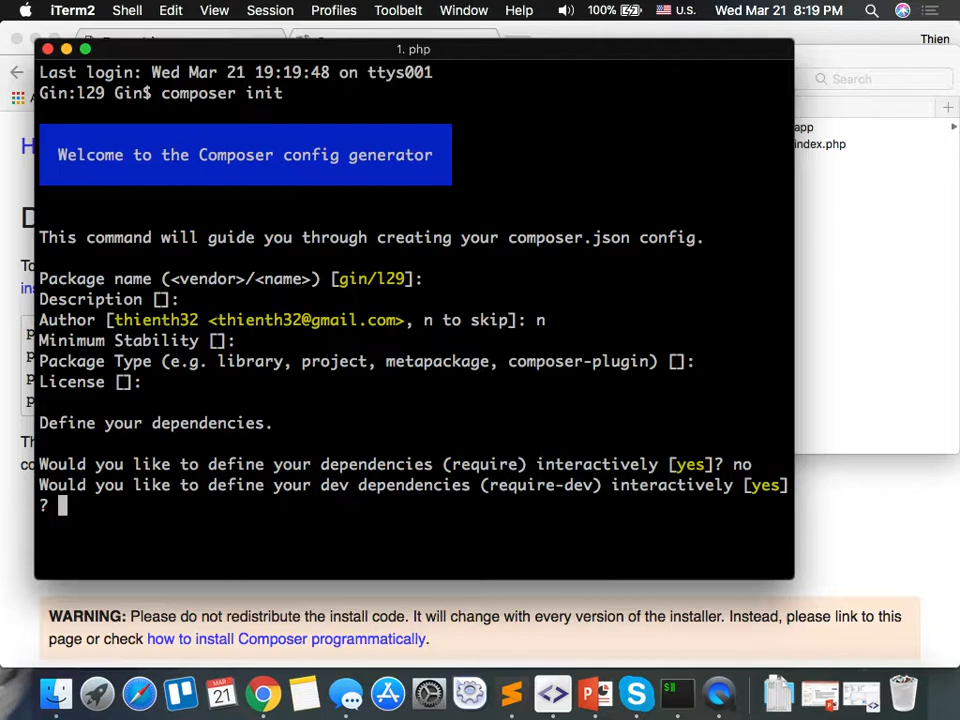 iTerm2 Shell Edit View Session Profiles Toolbelt Window Help 100% U.S. Wed Mar 21 8:19 PM
Thien
1. php
Search
Last login: Wed Mar 21 19:19:48 on ttys001
Gin:l29 Gin$ composer init
app
index.php
Welcome to the Composer config generator
This command will guide you through creating your composer.json config.
Package name (<vendor>/<name>) [gin/l29]:
Description []:
Author [thienth32 <thienth32@gmail.com>, n to skip]: n
Minimum Stability []:
Package Type (e.g. library, project, metapackage, composer-plugin) []:
License []:
Define your dependencies.
Would you like to define your dependencies (require) interactively [yes]? no
Would you like to define your dev dependencies (require-dev) interactively [yes]
?
WARNING: Please do not redistribute the install code. It will change with every version of the installer. Instead, please link to this
page or check how to install Composer programmatically.
MAR
21